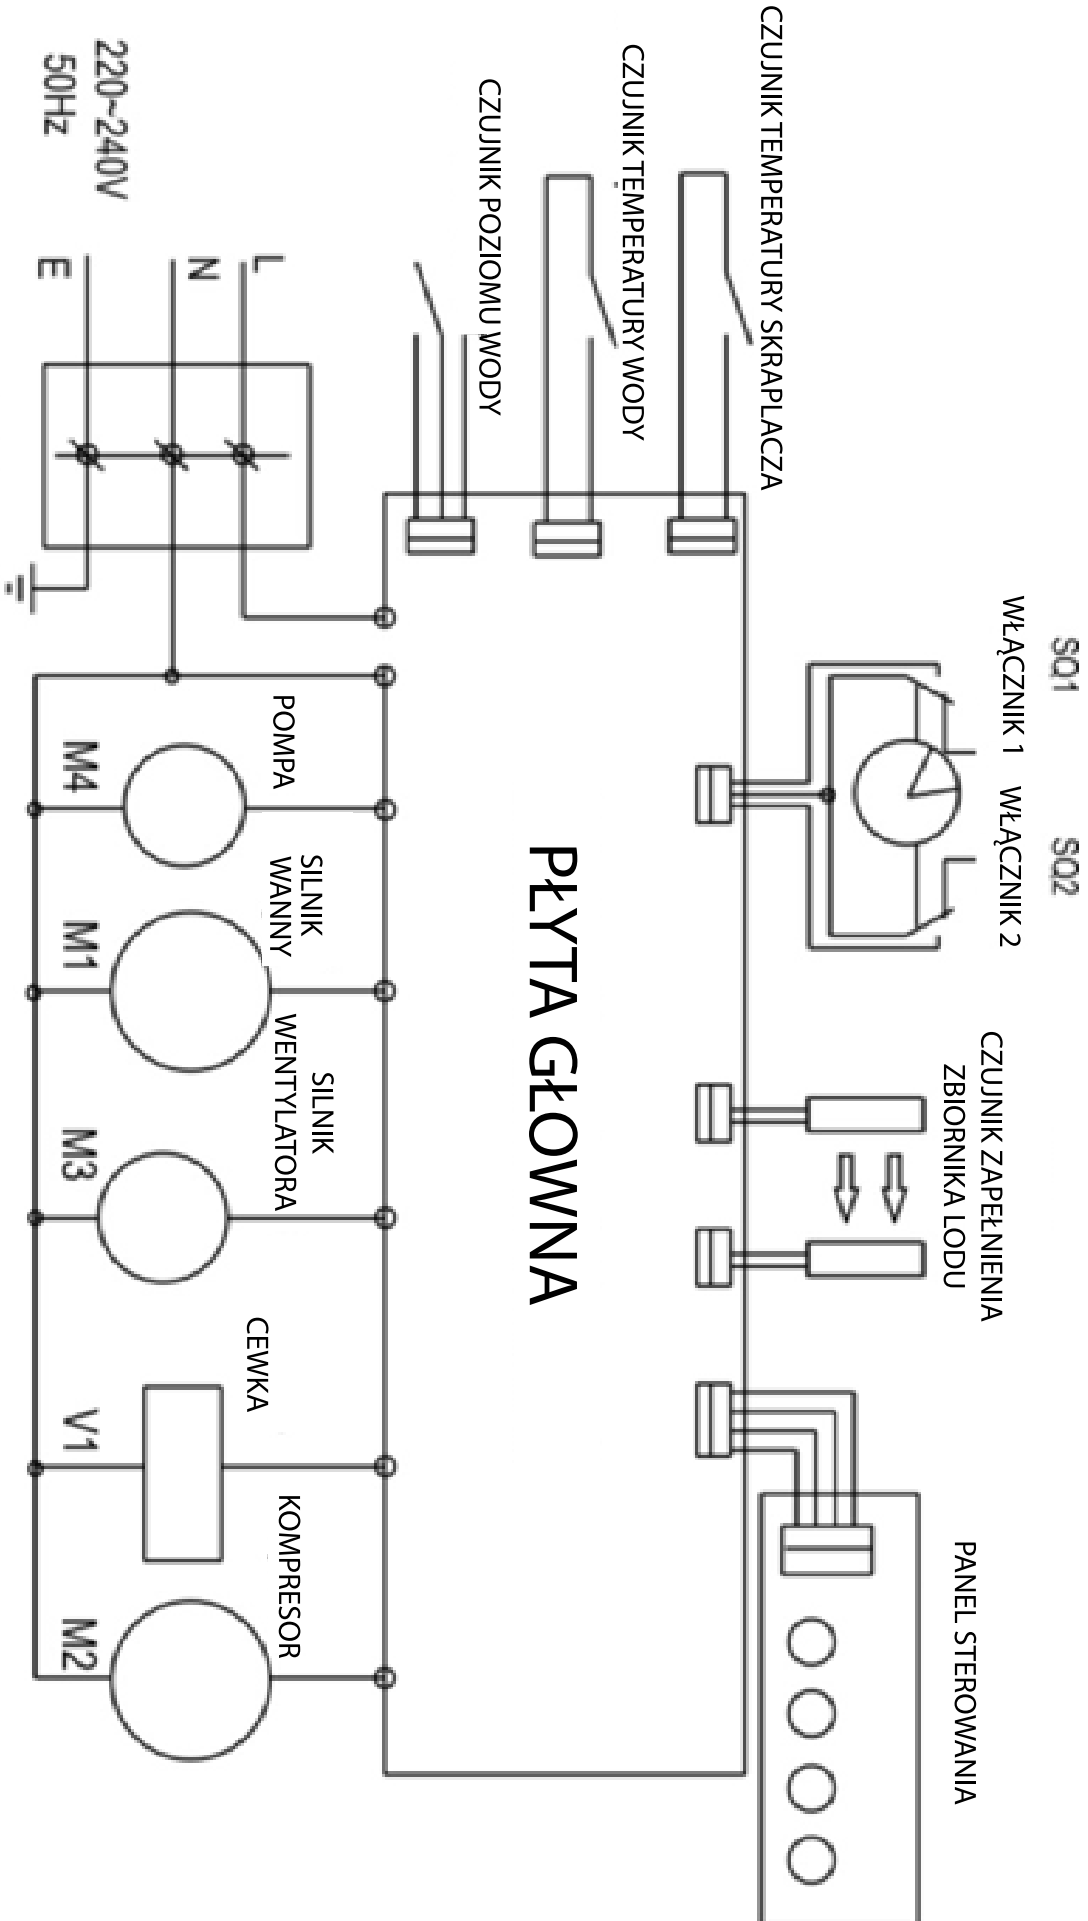 SQ1
SQ2
WŁĄCZNIK 1
WŁĄCZNIK 2
CZUJNIK ZAPEŁNIENIA
ZBIORNIKA LODU
PANEL STEROWANIA
CZUJNIK TEMPERATURY SKRAPLACZA
CZUJNIK TEMPERATURY WODY
CZUJNIK POZIOMU WODY
PŁYTA GŁOWNA
220~240V
50Hz
L
N
E
POMPA
M4
SILNIK
WANNY
M1
SILNIK
WENTYLATORA
M3
CEWKA
V1
KOMPRESOR
M2